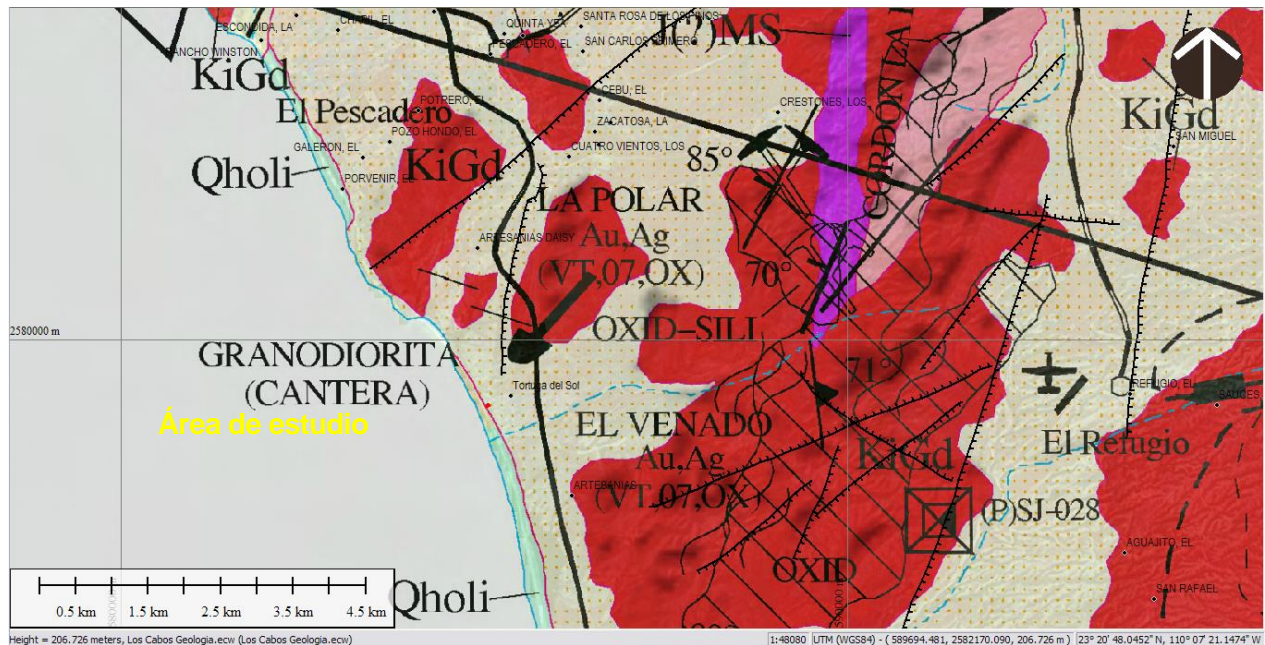 ESCONDIDA, LA
CHAPIL, EL
QUINTA YEA
SANTA ROSA DE LOS PINOS
RANCHO WINSTON
PESCADERO, EL
SAN CARLOS PRIMERO
MS
KiGd
El Pescadero
POTRERO, EL
CEBU, EL
CRESTONES, LOS
KiGd
SAN MIGUEL
POZO HONDO, EL
ZACATOSA, LA
GALERON, EL
CUATRO VIENTOS, LOS
85°
Qholi
PORVENIR, EL
KiGd
LA POLAR
Au,Ag
ARTESANIAS DAISY
(VT,07,OX)
70°
2580000 m
OXID-SILI
GRANODIORITA
(CANTERA)
71°
Tortuga del Sol
REFUGIO, EL
SAUCES
Área de estudio
EL VENADO
Au,Ag
KiGd
El Refugio
ARTESANIAS
(VT,07,OX)
(P)SJ-028
AGUAJITO, EL
OXID
SAN RAFAEL
Qholi
0.5 km 1.5 km 2.5 km 3.5 km 4.5 km
Height = 206.726 meters, Los Cabos Geologia.ecw (Los Cabos Geologia.ecw)
1:48080 UTM (WGS84) - ( 589694.481, 2582170.090, 206.726 m ) 23° 20' 48.0452" N, 110° 07' 21.1474" W